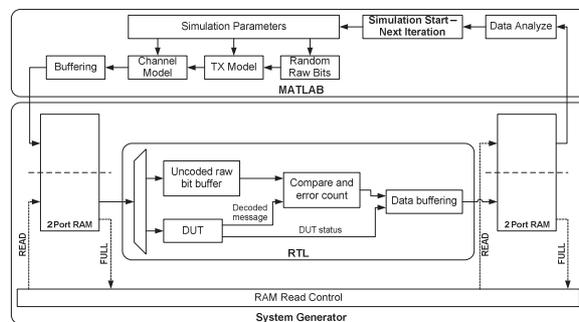 Simulation Parameters
Simulation Start–
Next Iteration
Data Analyze
Buffering
Channel
Model
TX Model
Random
Raw Bits
MATLAB
2 Port RAM
READ
FULL
Uncoded raw
bit buffer
Compare and
error count
Data buffering
DUT
Decoded
message
DUT status
RTL
2 Port RAM
READ
FULL
RAM Read Control
System Generator